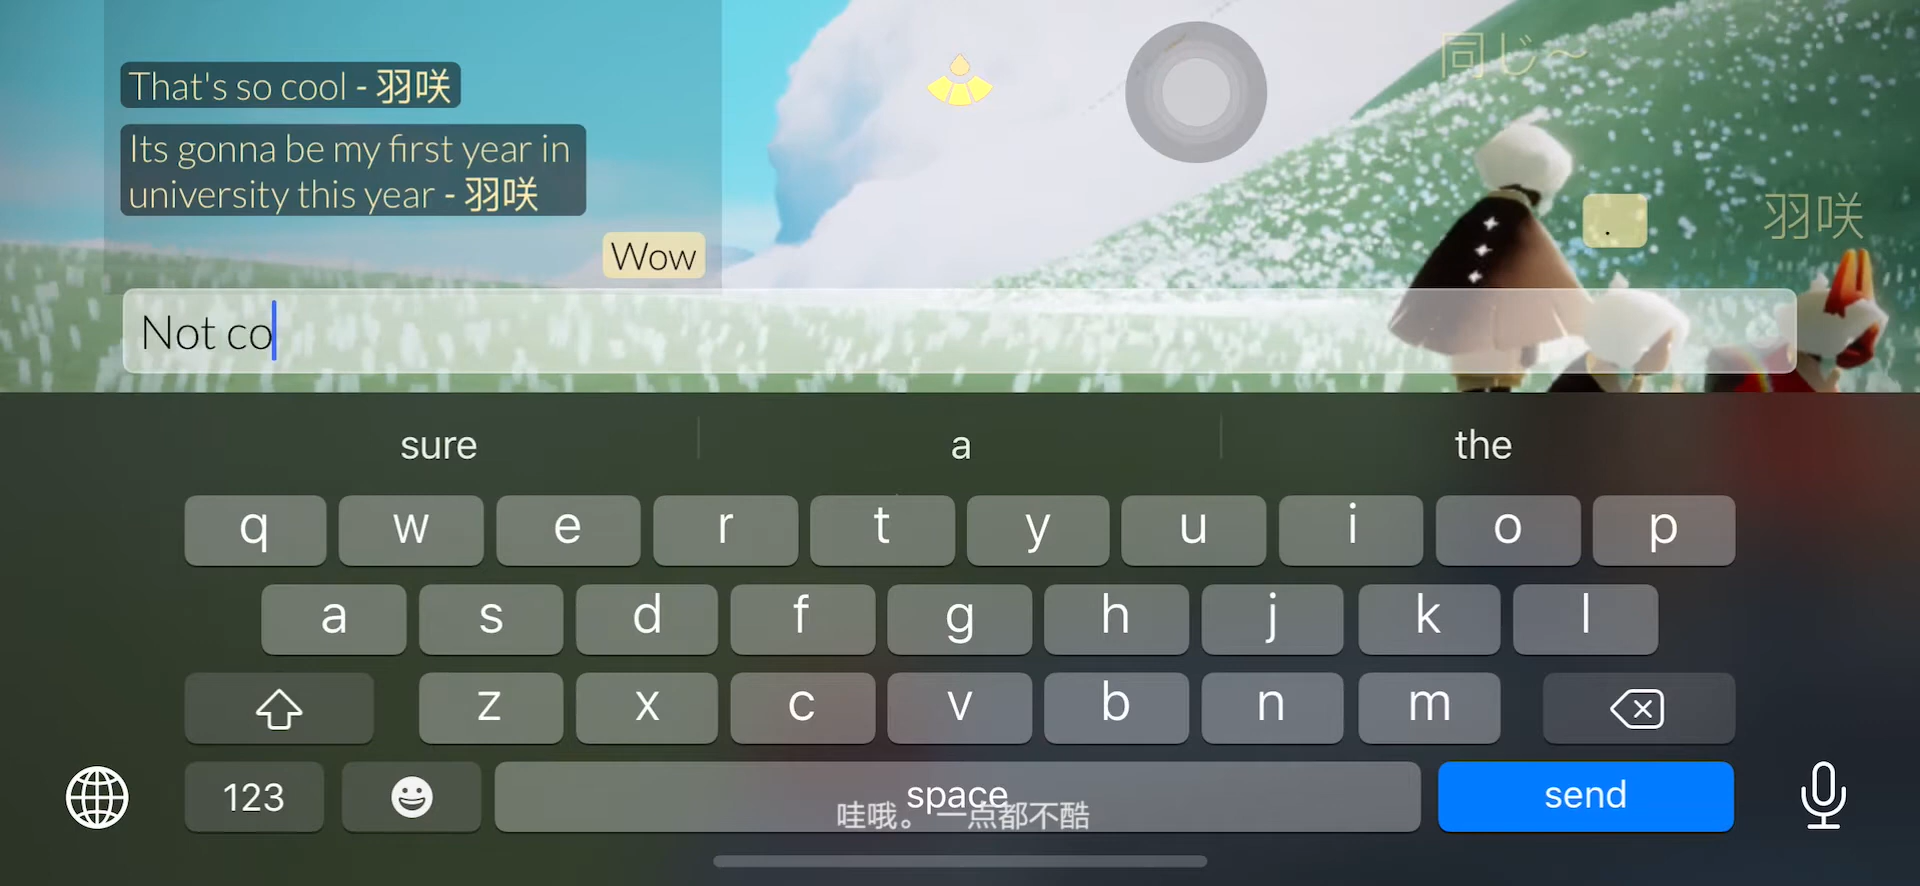 That's so cool - 羽咲
Its gonna be my first year in
university this year - 羽咲
Wow
同じ～
.
羽咲
Not co
sure a the
q w e r t y u i o p
a s d f g h j k l
z x c v b n m
123 space send
哇哦。一点都不酷